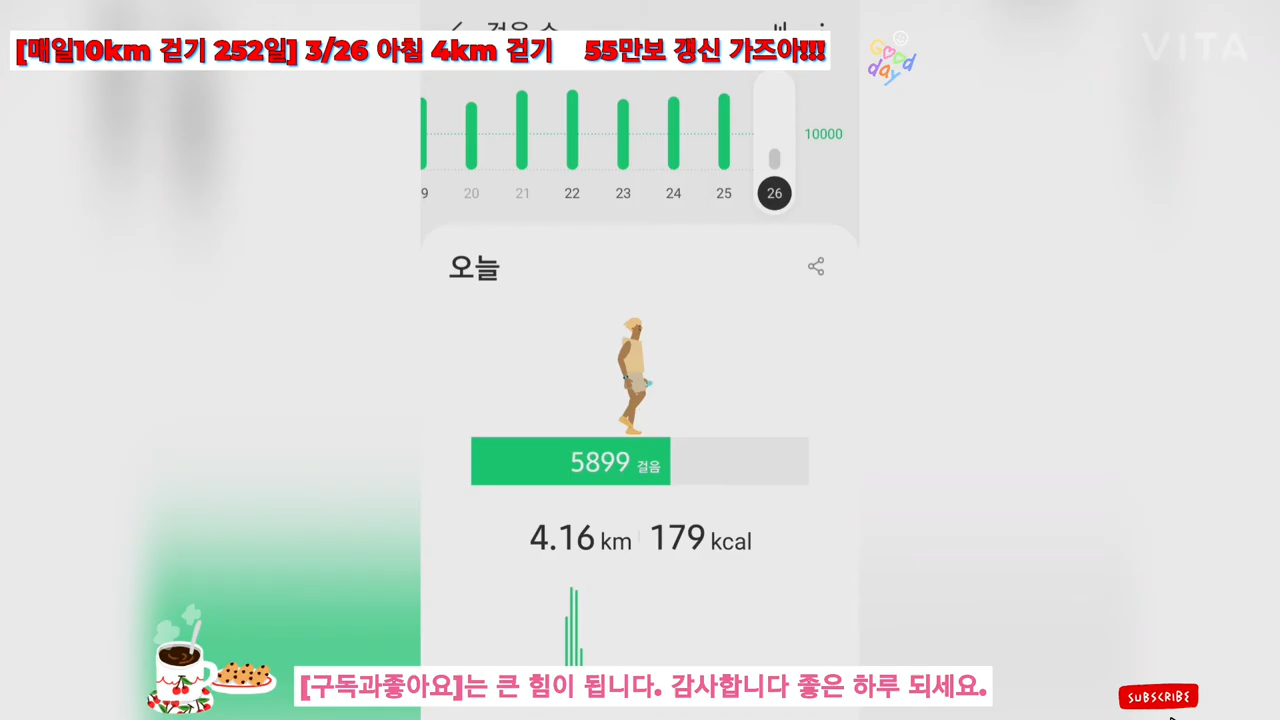 [매일10km 걷기 252일] 3/26 아침 4km 걷기 55만보 갱신 가즈아!!!
Good
day
VITA
10000
9 20 21 22 23 24 25 26
오늘
5899 걸음
4.16 km 179 kcal
[구독과좋아요]는 큰 힘이 됩니다. 감사합니다 좋은 하루 되세요.
SUBSCRIBE